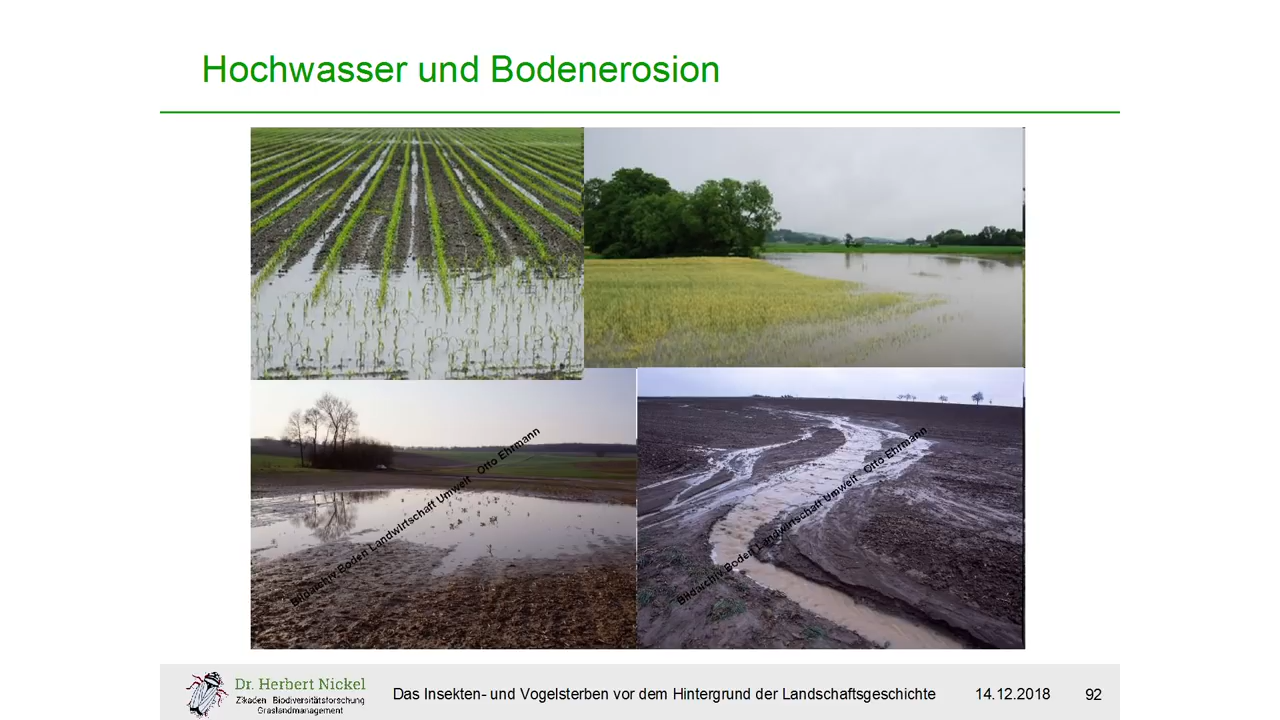 Hochwasser und Bodenerosion
Bildarchiv Boden Landwirtschaft Umwelt - Otto Ehrmann
Bildarchiv Boden Landwirtschaft Umwelt - Otto Ehrmann
Dr. Herbert Nickel
Zikaden Biodiversitätsforschung
Graslandmanagement
Das Insekten- und Vogelsterben vor dem Hintergrund der Landschaftsgeschichte 14.12.2018 92